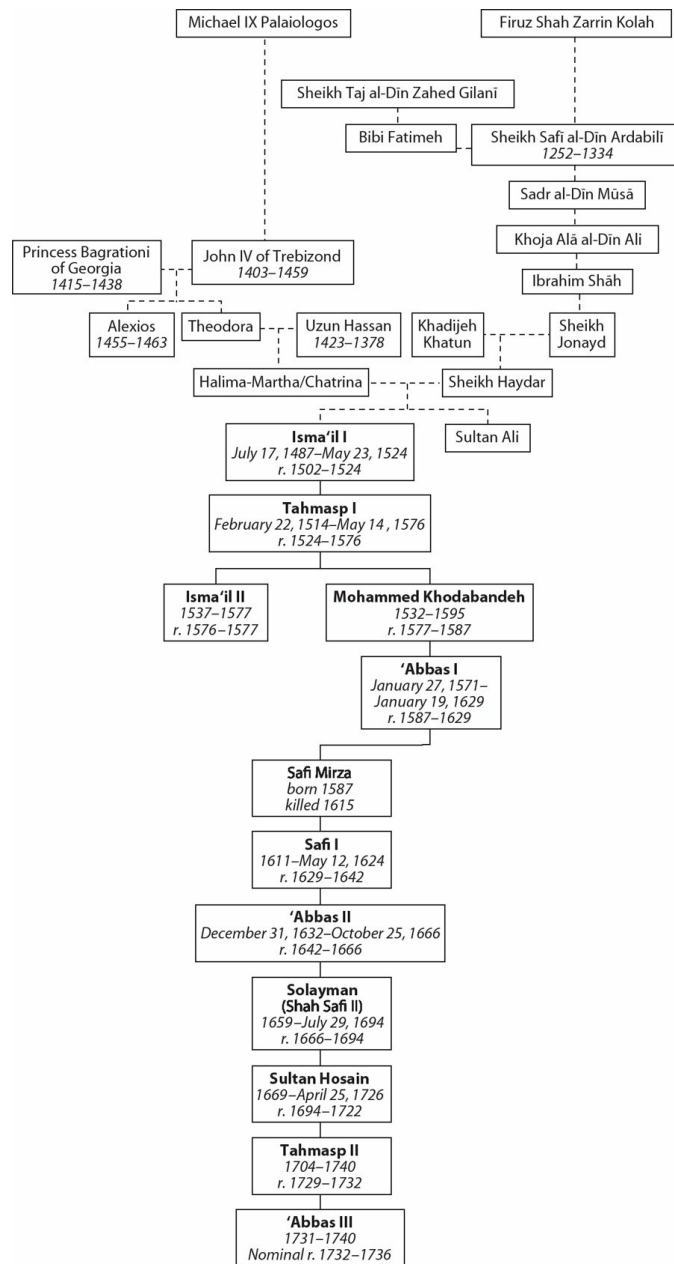 Michael IX Palaiologos
Firuz Shah Zarrin Kolah
Sheikh Taj al-Dīn Zahed Gilanī
Bibi Fatimeh
Sheikh Safī al-Dīn Ardabilī
1252–1334
Sadr al-Dīn Mūsā
Khoja Alā al-Dīn Ali
Princess Bagrationi
of Georgia
1415–1438
John IV of Trebizond
1403–1459
Ibrahim Shāh
Alexios
1455–1463
Theodora
Uzun Hassan
1423–1378
Khadijeh
Khatun
Sheikh
Jonayd
Halima-Martha/Chatrina
Sheikh Haydar
Sultan Ali
Isma‘il I
July 17, 1487–May 23, 1524
r. 1502–1524
Tahmasp I
February 22, 1514–May 14 , 1576
r. 1524–1576
Isma‘il II
1537–1577
r. 1576–1577
Mohammed Khodabandeh
1532–1595
r. 1577–1587
‘Abbas I
January 27, 1571–
January 19, 1629
r. 1587–1629
Safi Mirza
born 1587
killed 1615
Safi I
1611–May 12, 1624
r. 1629–1642
‘Abbas II
December 31, 1632–October 25, 1666
r. 1642–1666
Solayman
(Shah Safi II)
1659–July 29, 1694
r. 1666–1694
Sultan Hosain
1669–April 25, 1726
r. 1694–1722
Tahmasp II
1704–1740
r. 1729–1732
‘Abbas III
1731–1740
Nominal r. 1732–1736